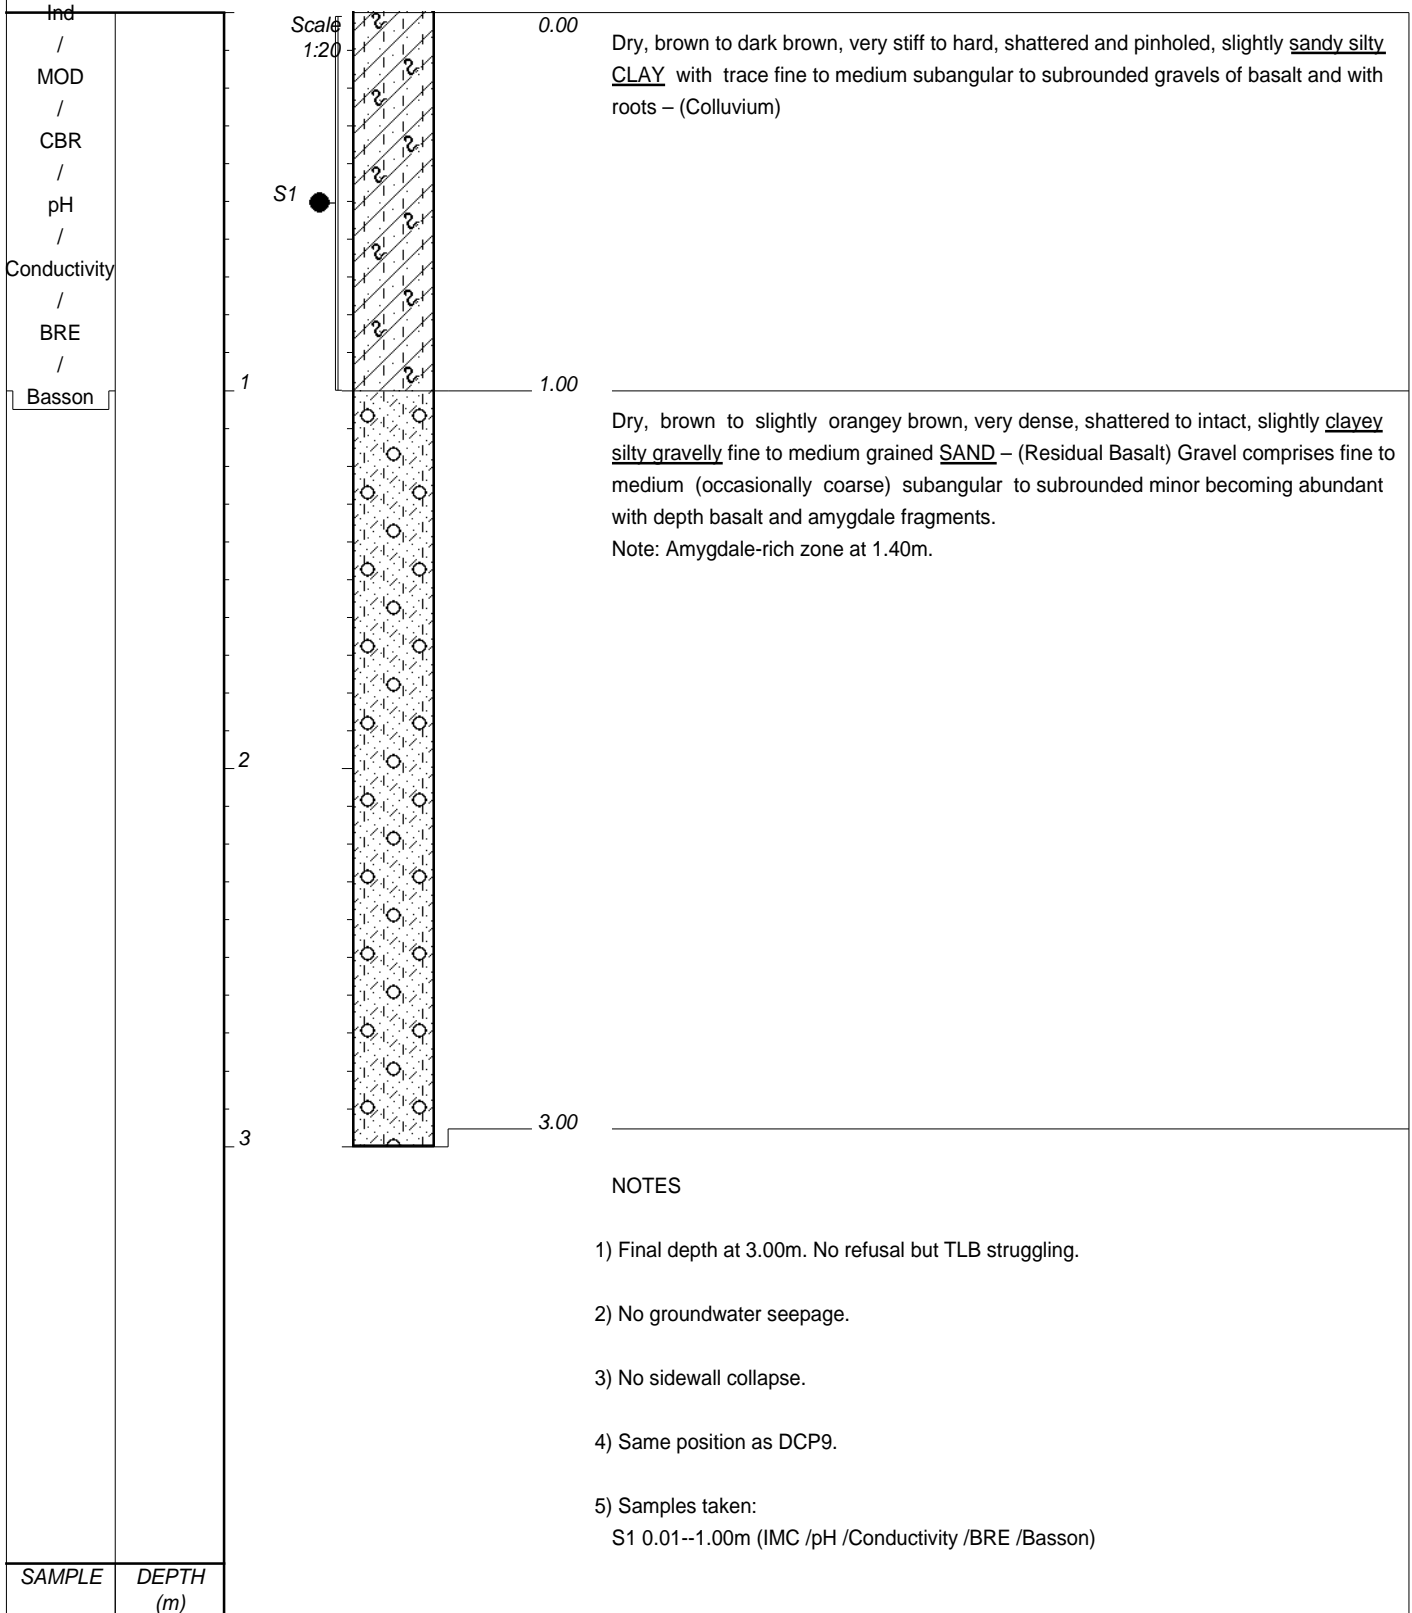 Ind
/
MOD
/
CBR
/
pH
/
Conductivity
/
BRE
/
Basson
Scale
1:20
S1
1
2
3
0.00
Dry, brown to dark brown, very stiff to hard, shattered and pinholed, slightly sandy silty
CLAY with trace fine to medium subangular to subrounded gravels of basalt and with
roots – (Colluvium)
1.00
Dry, brown to slightly orangey brown, very dense, shattered to intact, slightly clayey
silty gravelly fine to medium grained SAND – (Residual Basalt) Gravel comprises fine to
medium (occasionally coarse) subangular to subrounded minor becoming abundant
with depth basalt and amygdale fragments.
Note: Amygdale-rich zone at 1.40m.
3.00
NOTES
1) Final depth at 3.00m. No refusal but TLB struggling.
2) No groundwater seepage.
3) No sidewall collapse.
4) Same position as DCP9.
5) Samples taken:
S1 0.01--1.00m (IMC /pH /Conductivity /BRE /Basson)
SAMPLE DEPTH
(m)